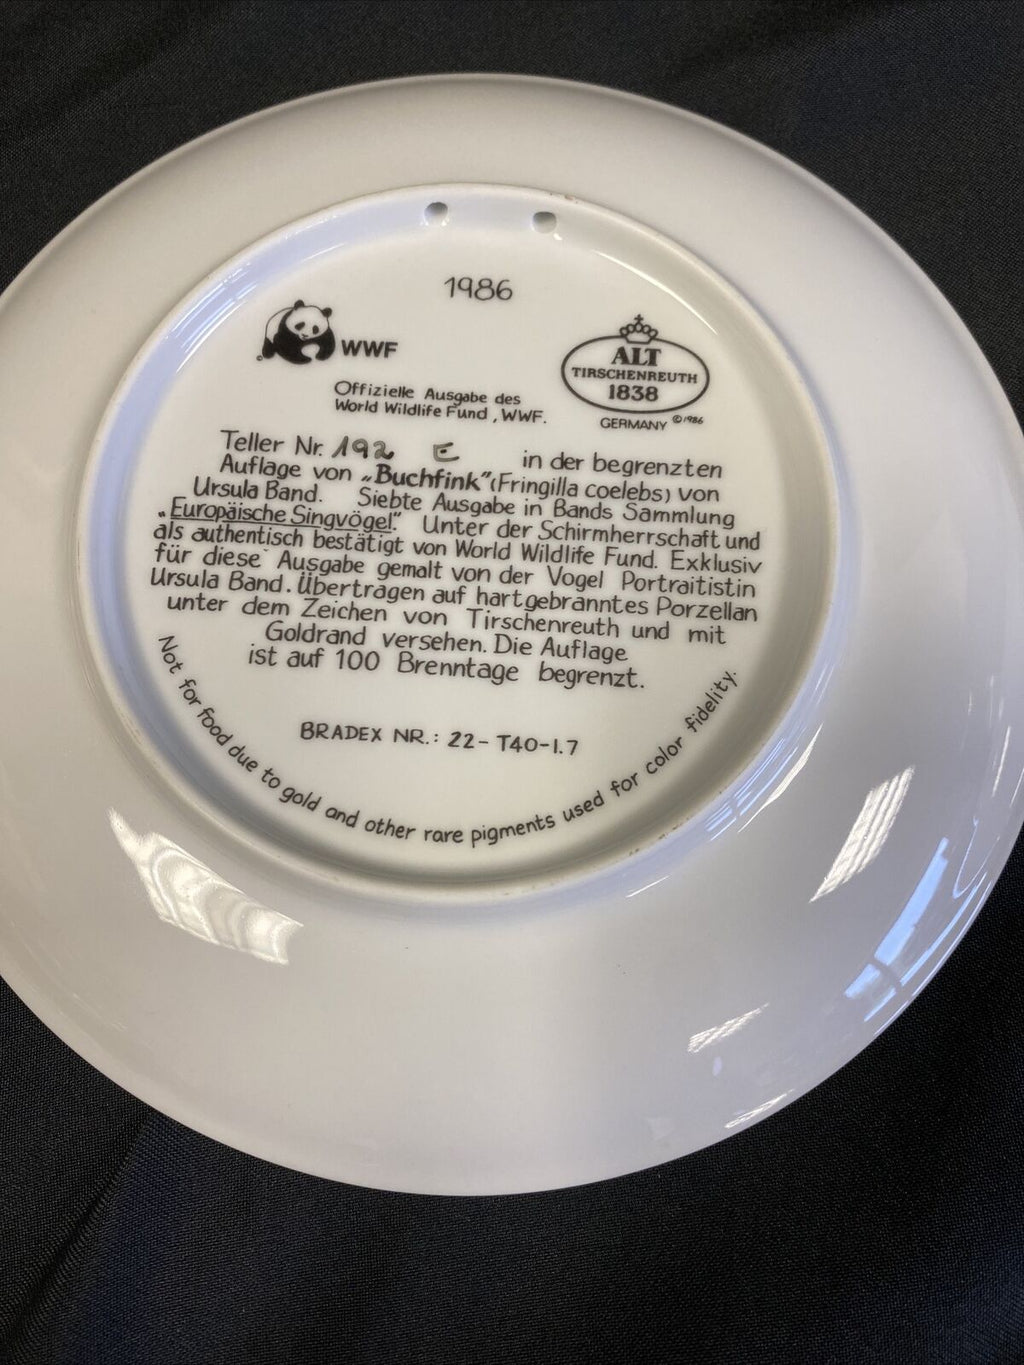 1986
WWF
ALT
TIRSCHENREUTH
1838
GERMANY ©1986
Offizielle Ausgabe des
World Wildlife Fund, WWF.
Teller Nr. 192 E in der begrenzten
Auflage von „Buchfink" (Fringilla coelebs) von
Ursula Band. Siebte Ausgabe in Bands Sammlung
„Europäische Singvögel". Unter der Schirmherrschaft und
als authentisch bestätigt von World Wildlife Fund. Exklusiv
für diese Ausgabe gemalt von der Vogel Portraitistin
Ursula Band. Übertragen auf hartgebranntes Porzellan
unter dem Zeichen von Tirschenreuth und mit
Goldrand versehen. Die Auflage
ist auf 100 Brenntage begrenzt.
BRADEX NR.: 22-T40-1.7
Not for food due to gold and other rare pigments used for color fidelity.